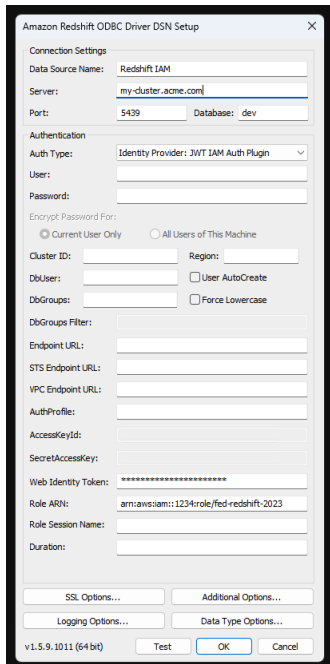 Amazon Redshift ODBC Driver DSN Setup
Connection Settings
Data Source Name: Redshift IAM
Server: my-cluster.acme.com
Port: 5439 Database: dev
Authentication
Auth Type: Identity Provider: JWT IAM Auth Plugin
User:
Password:
Encrypt Password For:
Current User Only All Users of This Machine
Cluster ID: Region:
DbUser: User AutoCreate
DbGroups: Force Lowercase
DbGroups Filter:
Endpoint URL:
STS Endpoint URL:
VPC Endpoint URL:
AuthProfile:
AccessKeyId:
SecretAccessKey:
Web Identity Token: **********************
Role ARN: arn:aws:iam::1234:role/fed-redshift-2023
Role Session Name:
Duration:
SSL Options... Additional Options...
Logging Options... Data Type Options...
v1.5.9.1011 (64 bit) Test OK Cancel